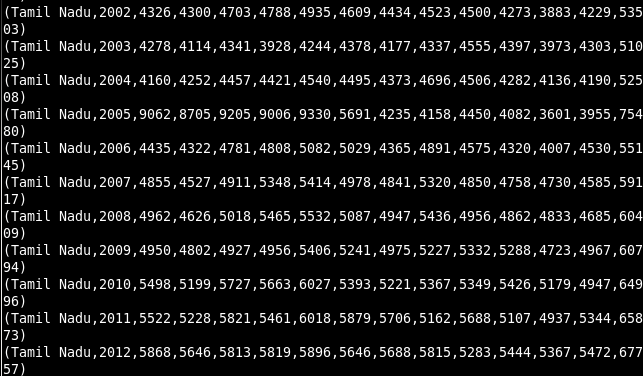 (Tamil Nadu,2002,4326,4300,4703,4788,4935,4609,4434,4523,4500,4273,3883,4229,535
03)
(Tamil Nadu,2003,4278,4114,4341,3928,4244,4378,4177,4337,4555,4397,3973,4303,510
25)
(Tamil Nadu,2004,4160,4252,4457,4421,4540,4495,4373,4696,4506,4282,4136,4190,525
08)
(Tamil Nadu,2005,9062,8705,9205,9006,9330,5691,4235,4158,4450,4082,3601,3955,754
80)
(Tamil Nadu,2006,4435,4322,4781,4808,5082,5029,4365,4891,4575,4320,4007,4530,551
45)
(Tamil Nadu,2007,4855,4527,4911,5348,5414,4978,4841,5320,4850,4758,4730,4585,591
17)
(Tamil Nadu,2008,4962,4626,5018,5465,5532,5087,4947,5436,4956,4862,4833,4685,604
09)
(Tamil Nadu,2009,4950,4802,4927,4956,5406,5241,4975,5227,5332,5288,4723,4967,607
94)
(Tamil Nadu,2010,5498,5199,5727,5663,6027,5393,5221,5367,5349,5426,5179,4947,649
96)
(Tamil Nadu,2011,5522,5228,5821,5461,6018,5879,5706,5162,5688,5107,4937,5344,658
73)
(Tamil Nadu,2012,5868,5646,5813,5819,5896,5646,5688,5815,5283,5444,5367,5472,677
57)